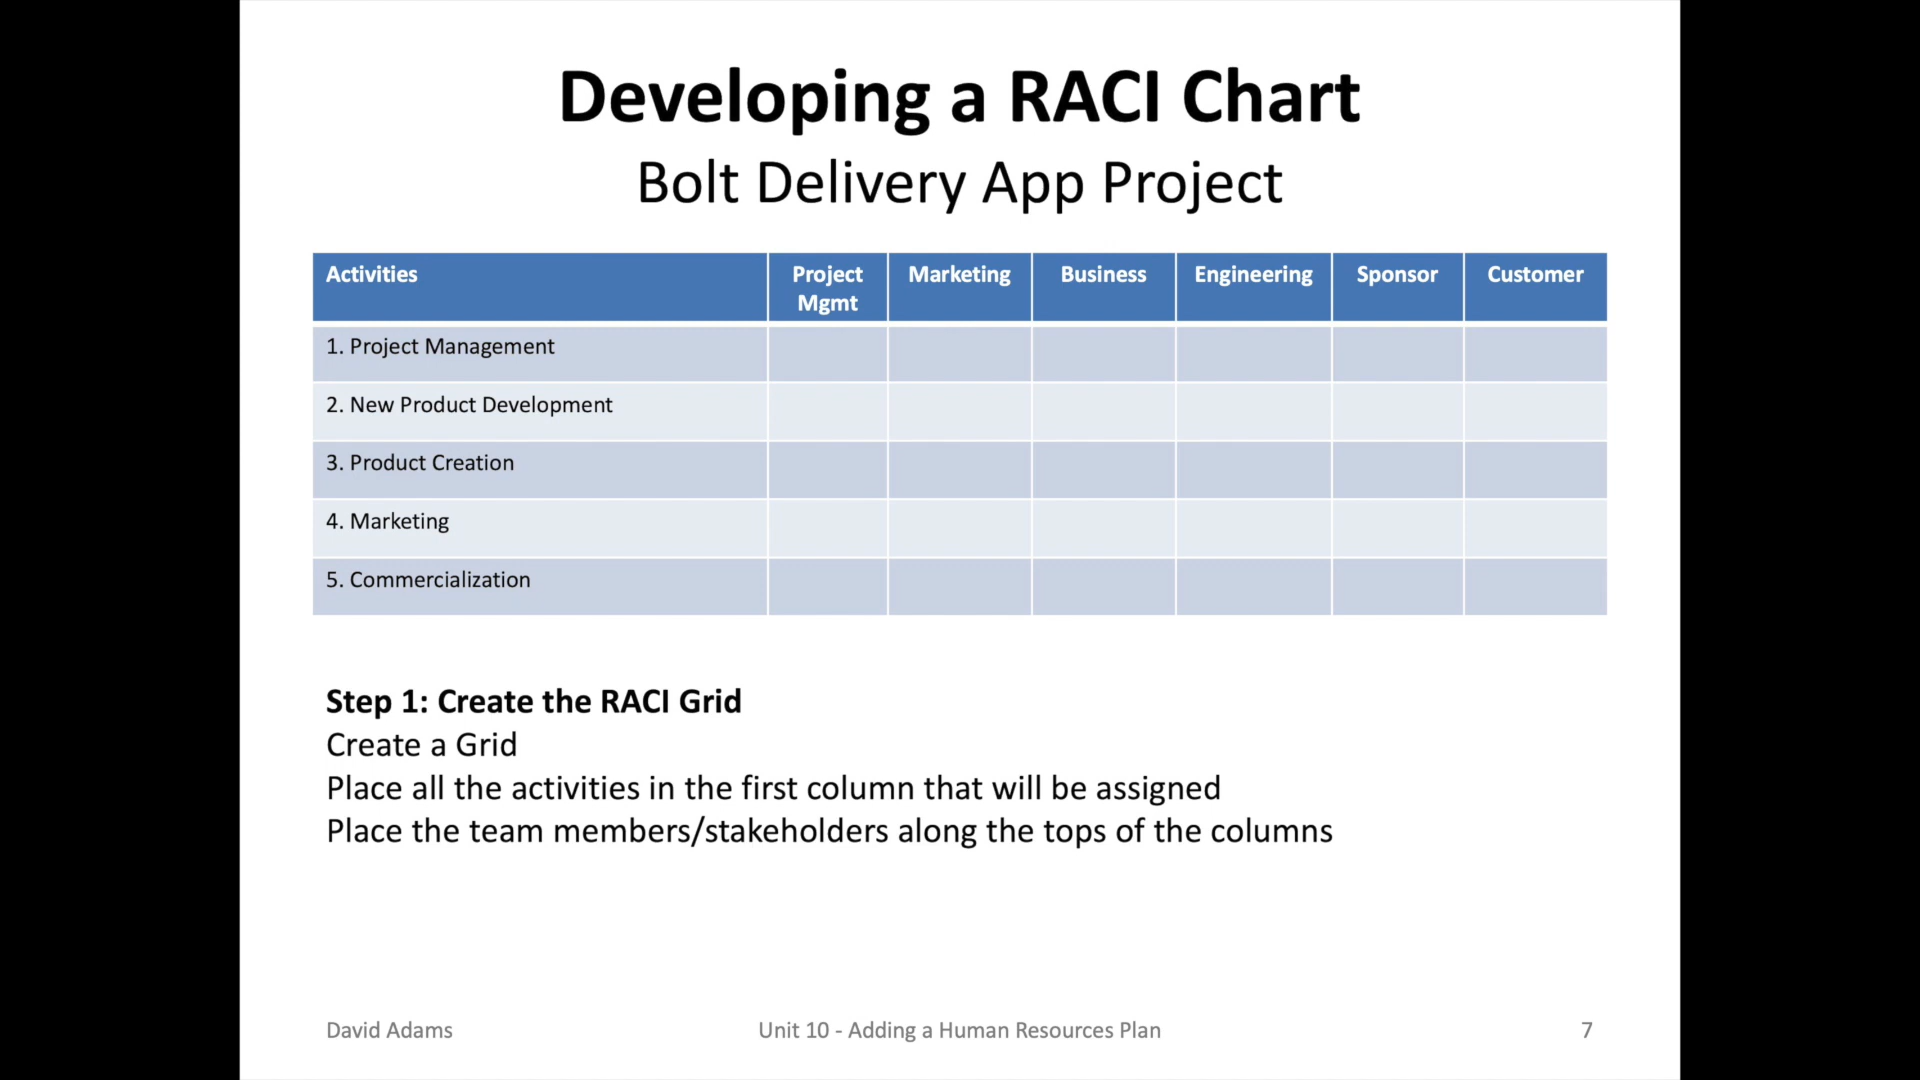 Developing a RACI Chart
Bolt Delivery App Project
Activities
Project
Mgmt
Marketing
Business
Engineering
Sponsor
Customer
1. Project Management
2. New Product Development
3. Product Creation
4. Marketing
5. Commercialization
Step 1: Create the RACI Grid
Create a Grid
Place all the activities in the first column that will be assigned
Place the team members/stakeholders along the tops of the columns
David Adams
Unit 10 - Adding a Human Resources Plan
7